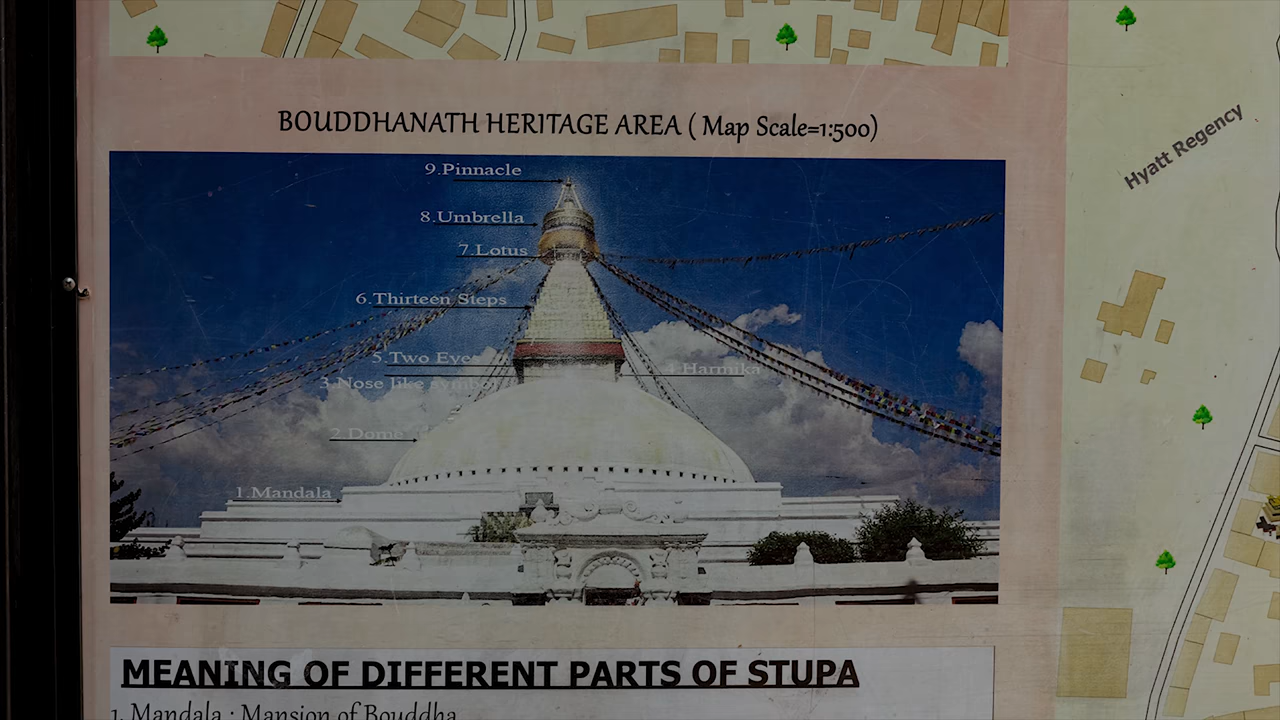 BOUDDHANATH HERITAGE AREA ( Map Scale=1:500)
Hyatt Regency
9.Pinnacle
8.Umbrella
7.Lotus
6.Thirteen Steps
5.Two Eyes
4.Harmika
3.Nose like symbol
2.Dome
1.Mandala
MEANING OF DIFFERENT PARTS OF STUPA
1. Mandala : Mansion of Bouddha